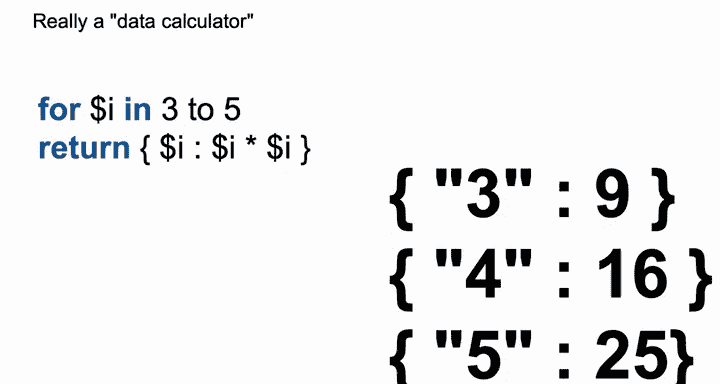 Really a "data calculator"
for $i in 3 to 5
return { $i : $i * $i }
{ "3" : 9 }
{ "4" : 16 }
{ "5" : 25}